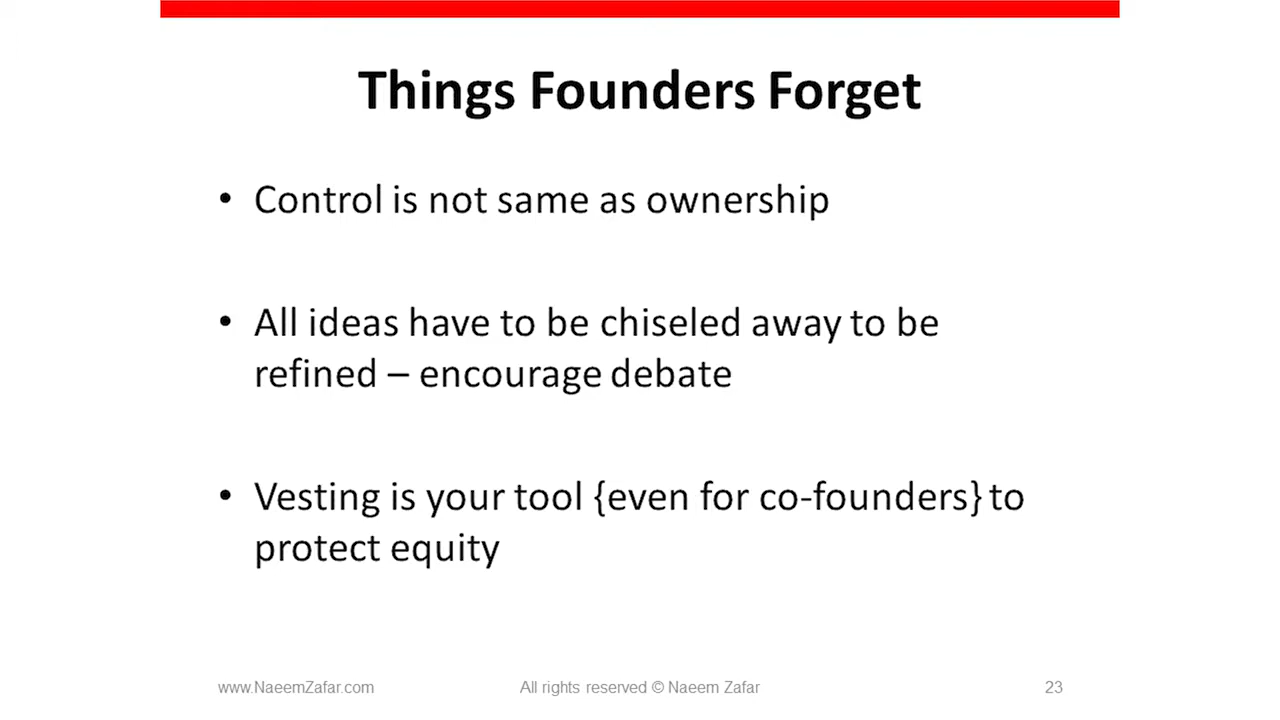 Things Founders Forget
• Control is not same as ownership
• All ideas have to be chiseled away to be
refined – encourage debate
• Vesting is your tool {even for co-founders} to
protect equity
www.NaeemZafar.com
All rights reserved © Naeem Zafar
23